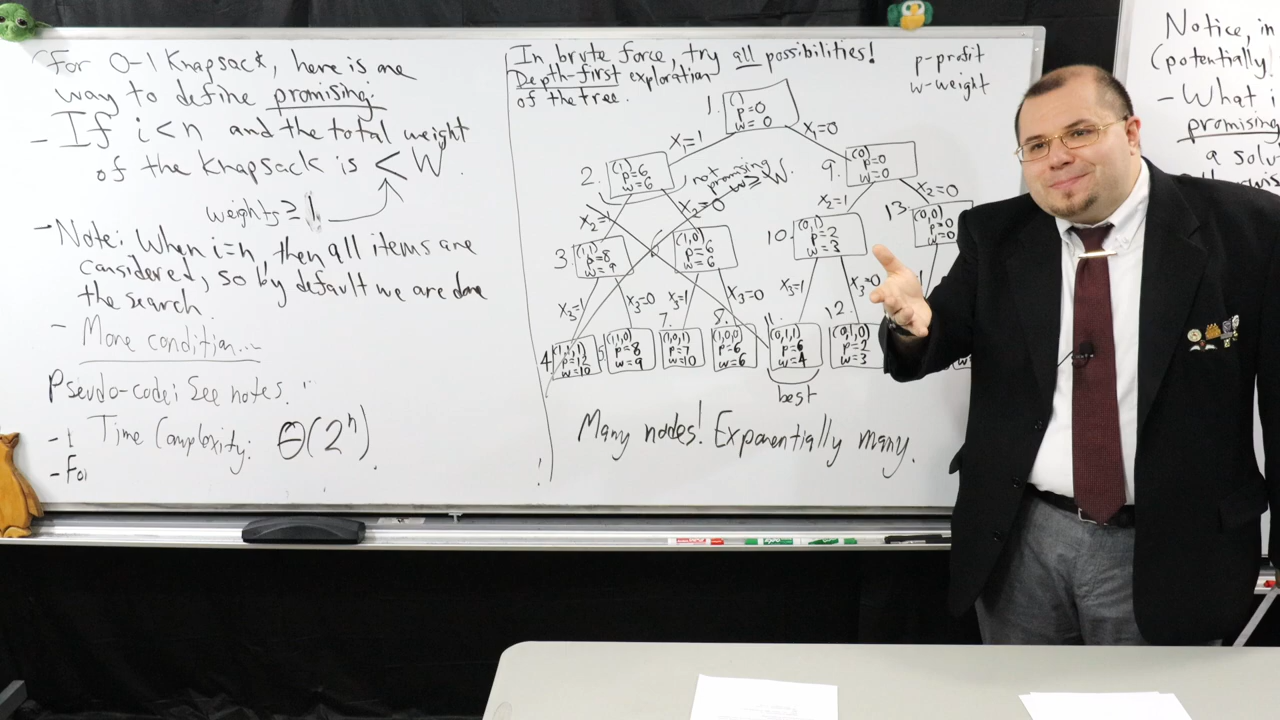 For 0-1 Knapsack, here is one
way to define promising:
- If i<n and the total weight
of the knapsack is < W.
weights ≥ 1
- Note: When i=n, then all items are
considered, so by default we are done
the search.
- More condition...
Pseudo-code: See notes.
- 1
Time Complexity: Θ(2ⁿ).
- For
In brute force, try all possibilities!
Depth-first exploration
of the tree.
p-profit
w-weight
1. ()
p=0
w=0
x₁=1
x₁=0
2. (1)
p=6
w=6
not
promising
w ≤ W.
9. (0)
p=0
w=0
x₂=1
x₂=0
x₂=1
x₂=0
3. (1,1)
p=8
w=9
(1,0)
p=6
w=6
10. (0,1)
p=2
w=3
13. (0,0)
p=0
w=0
x₃=1
x₃=0
x₃=1
x₃=0
x₃=1
x₃=0
4. (1,1,1)
p=12
w=10
(1,1,0)
p=8
w=9
7. (1,0,1)
w=10
8. (1,0,0)
p=6
w=6
11. (0,1,1)
p=6
w=4
12. (0,1,0)
p=2
w=3
best
Many nodes! Exponentially many.
Notice, in
(potentially!
- What i
promising
a solu